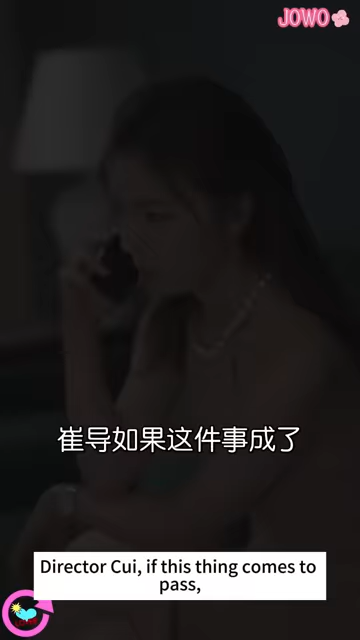 JOWO
崔导如果这件事成了
Director Cui, if this thing comes to
pass,